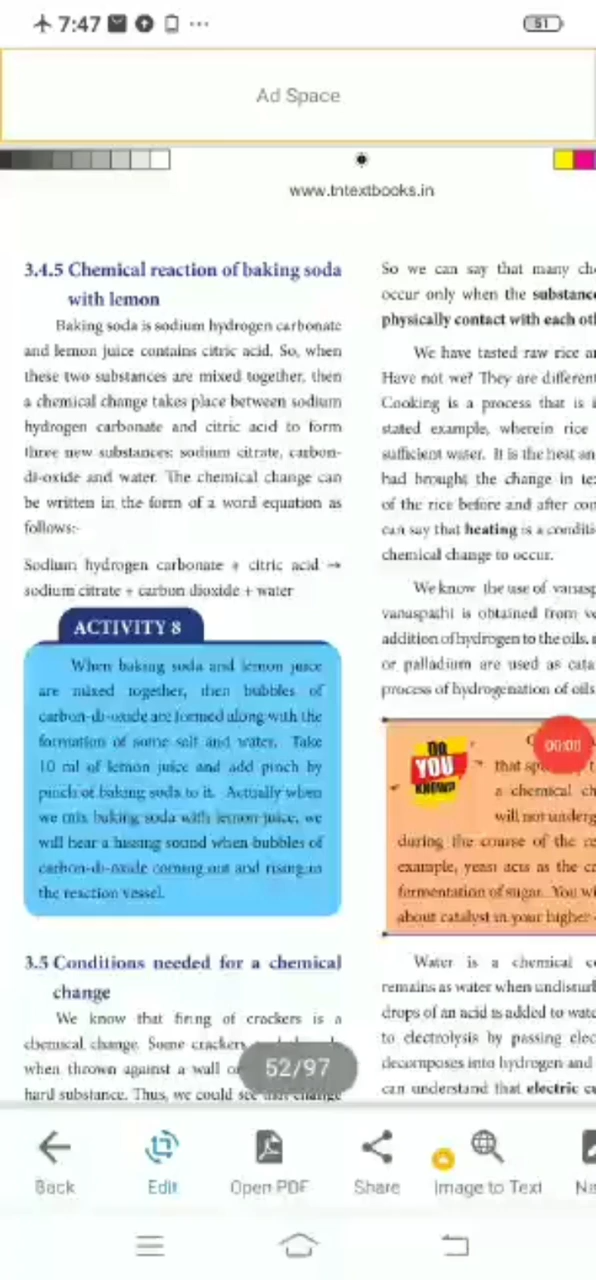 7:47
51
Ad Space
www.tntextbooks.in
3.4.5 Chemical reaction of baking soda
with lemon
Baking soda is sodium hydrogen carbonate
and lemon juice contains citric acid. So, when
these two substances are mixed together, then
a chemical change takes place between sodium
hydrogen carbonate and citric acid to form
three new substances: sodium citrate, carbon-
di-oxide and water. The chemical change can
be written in the form of a word equation as
follows:-
Sodium hydrogen carbonate + citric acid →
sodium citrate + carbon dioxide + water
ACTIVITY 8
When baking soda and lemon juice
are mixed together, then bubbles of
carbon-di-oxide are formed along with the
formation of some salt and water. Take
10 ml of lemon juice and add pinch by
pinch of baking soda to it. Actually when
we mix baking soda with lemon juice, we
will hear a hissing sound when bubbles of
carbon-di-oxide coming out and rising in
the reaction vessel.
3.5 Conditions needed for a chemical
change
We know that firing of crackers is a
chemical change. Some crackers
when thrown against a wall or
hard substance. Thus, we could see that change
So we can say that many
occur only when the
physically contact with each
We have tasted raw rice
Have not we? They are different
Cooking is a process that is
stated example, wherein rice
sufficient water. It is the heat
had brought the change in
of the rice before and after
can say that heating is a
chemical change to occur.
We know the use of
vanaspathi is obtained from
addition of hydrogen to the oils.
or palladium are used as
process of hydrogenation of oils
DO
YOU
KNOW?
00:00
that
a chemical
will not
during the course of the
example, yeast acts as the
fermentation of sugar. You
about catalyst in your higher
Water is a chemical
remains as water when
drops of an acid is added to
to electrolysis by passing
decomposes into hydrogen and
can understand that electric
52/97
Back
Edit
Open PDF
Share
Image to Text